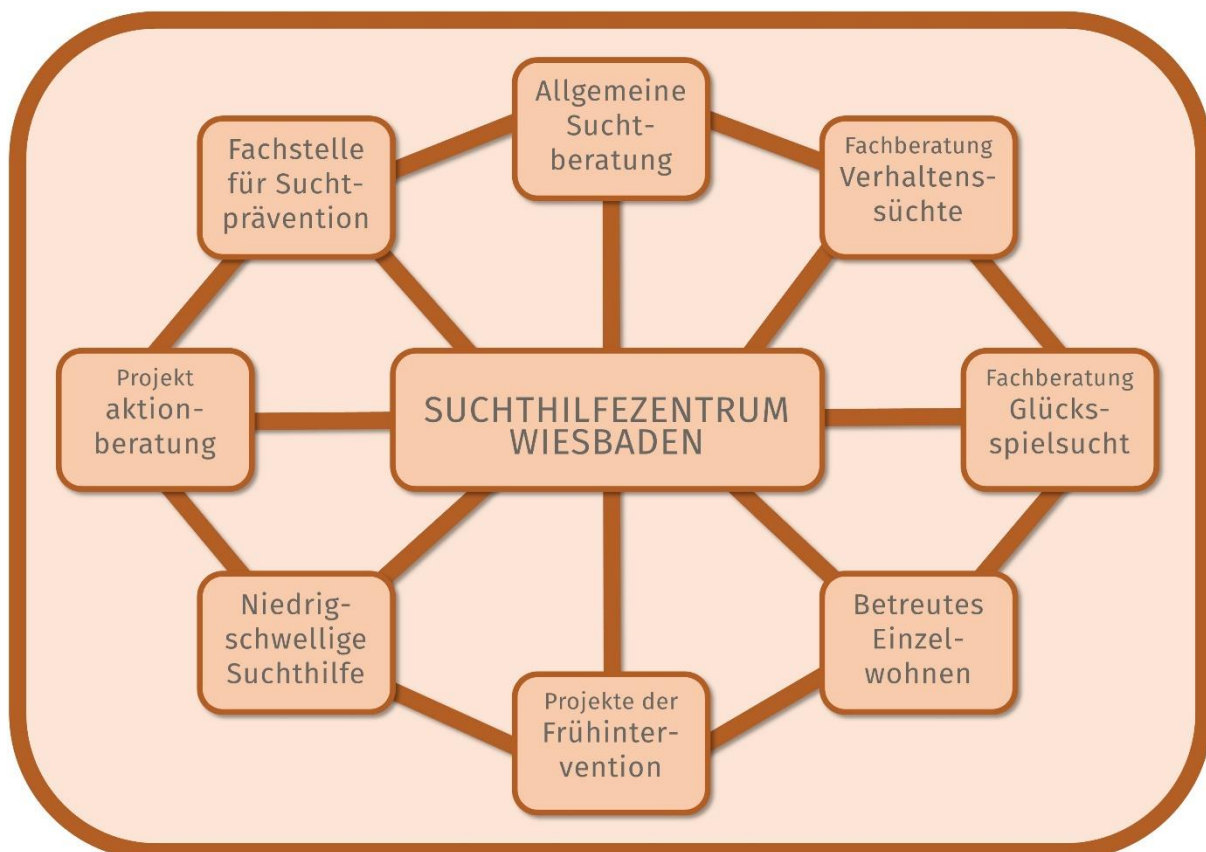 Allgemeine
Sucht-
beratung
Fachstelle
für Sucht-
prävention
Fachberatung
Verhaltens-
süchte
Projekt
aktion-
beratung
SUCHTHILFEZENTRUM
WIESBADEN
Fachberatung
Glücks-
spielsucht
Niedrig-
schwellige
Suchthilfe
Projekte der
Frühinter-
vention
Betreutes
Einzel-
wohnen